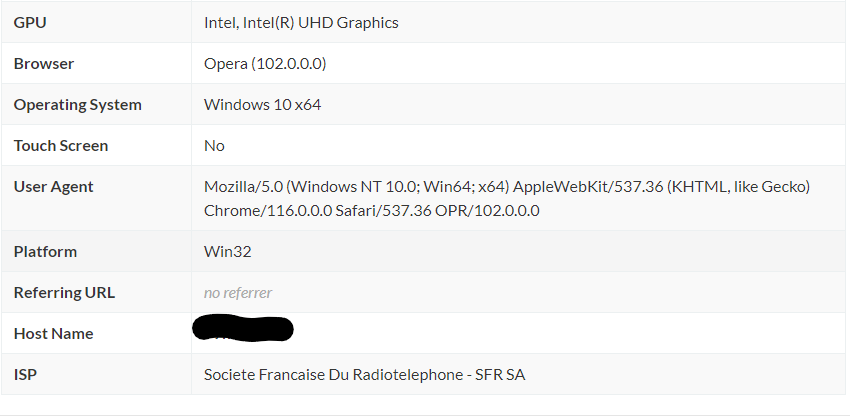 GPU Intel, Intel(R) UHD Graphics
Browser Opera (102.0.0.0)
Operating System Windows 10 x64
Touch Screen No
User Agent Mozilla/5.0 (Windows NT 10.0; Win64; x64) AppleWebKit/537.36 (KHTML, like Gecko)
Chrome/116.0.0.0 Safari/537.36 OPR/102.0.0.0
Platform Win32
Referring URL no referrer
Host Name
ISP Societe Francaise Du Radiotelephone - SFR SA